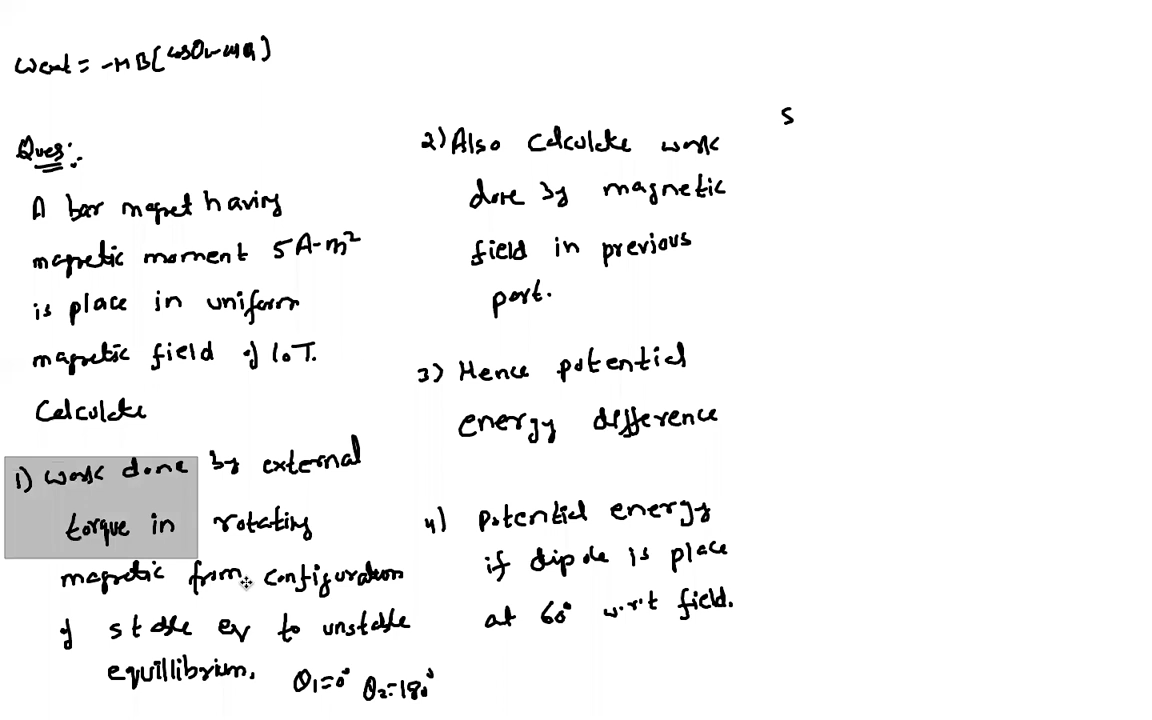 Wext = -MB[cosθ₂-cosθ₁]
Ques:-
A bar magnet having
magnetic moment 5A-m²
is place in uniform
magnetic field of 10T.
Calculate
1) work done by external
torque in rotating
magnetic from configuration
of stable eq to unstable
equillibrium. θ₁=0° θ₂=180°
2) Also calculate work
done by magnetic
field in previous
part.
3) Hence potential
energy difference
4) potential energy
if dipole is place
at 60° w.r.t field.
S